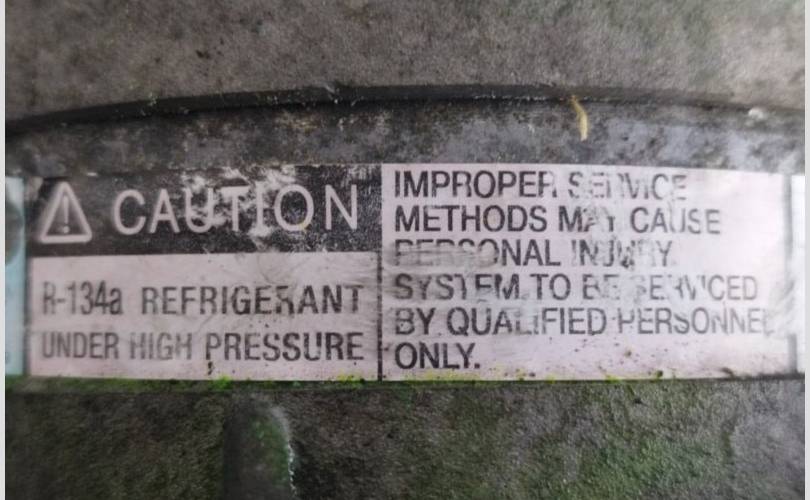 CAUTION
R-134a REFRIGERANT
UNDER HIGH PRESSURE
IMPROPER SERVICE
METHODS MAY CAUSE
PERSONAL INJURY.
SYSTEM TO BE SERVICED
BY QUALIFIED PERSONNEL
ONLY.